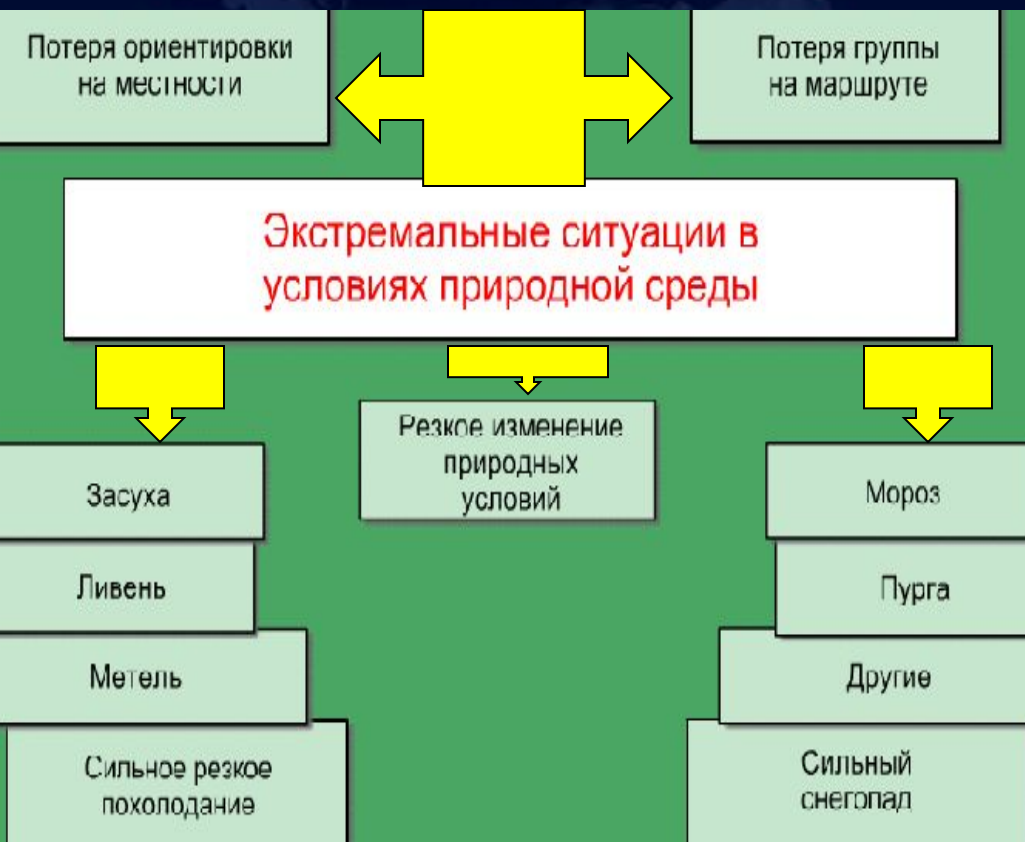 Потеря ориентировки
на местности
Потеря группы
на маршруте
Экстремальные ситуации в
условиях природной среды
Резкое изменение
природных
условий
Засуха
Ливень
Метель
Сильное резкое
похолодание
Мороз
Пурга
Другие
Сильный
снегопад